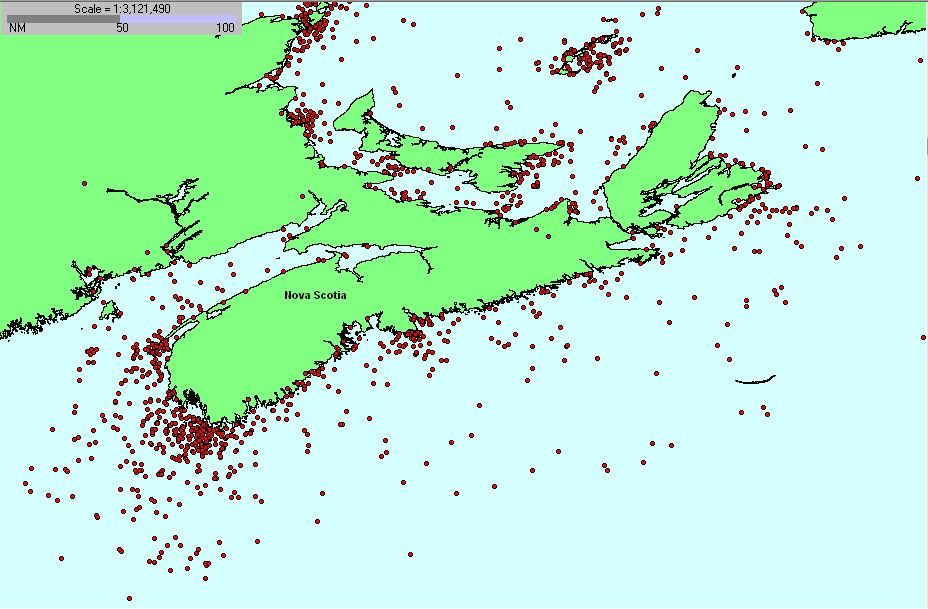 Scale = 1:3,121,490
NM 50 100
Nova Scotia